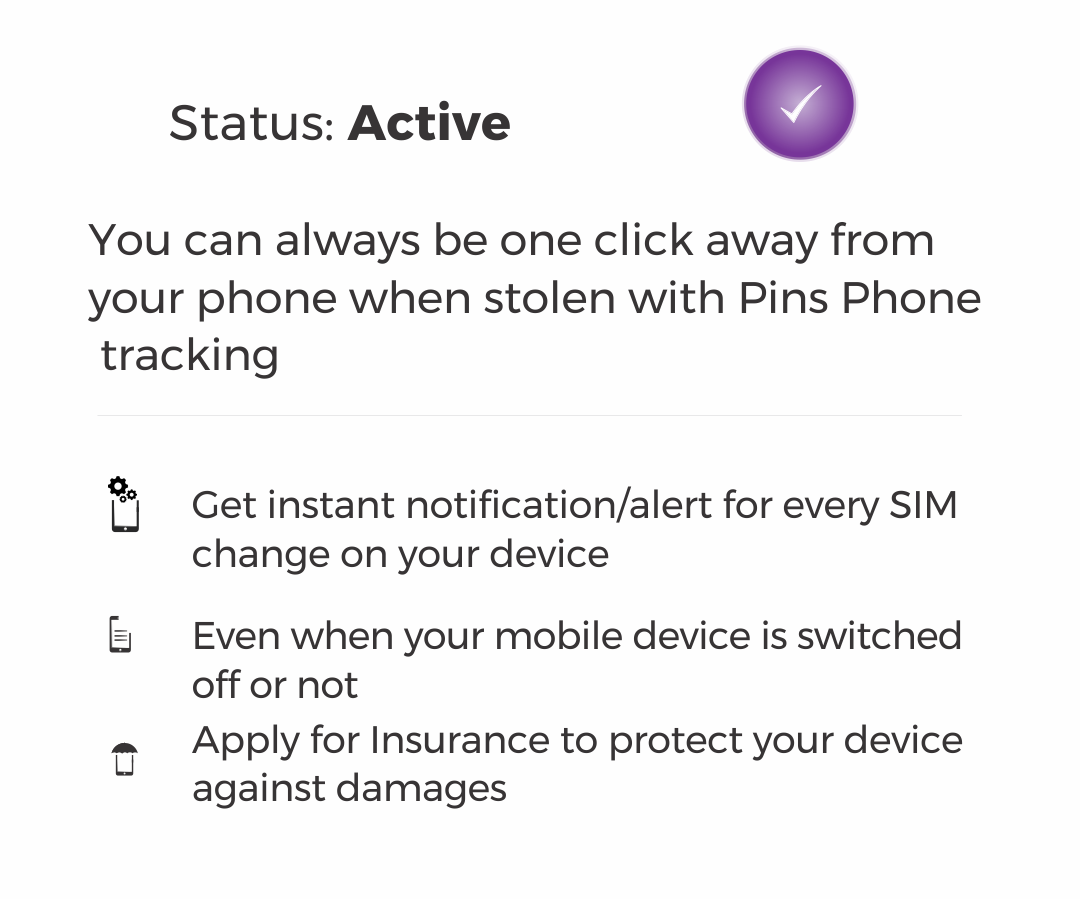 Status: Active
You can always be one click away from
your phone when stolen with Pins Phone
tracking
Get instant notification/alert for every SIM
change on your device
Even when your mobile device is switched
off or not
Apply for Insurance to protect your device
against damages